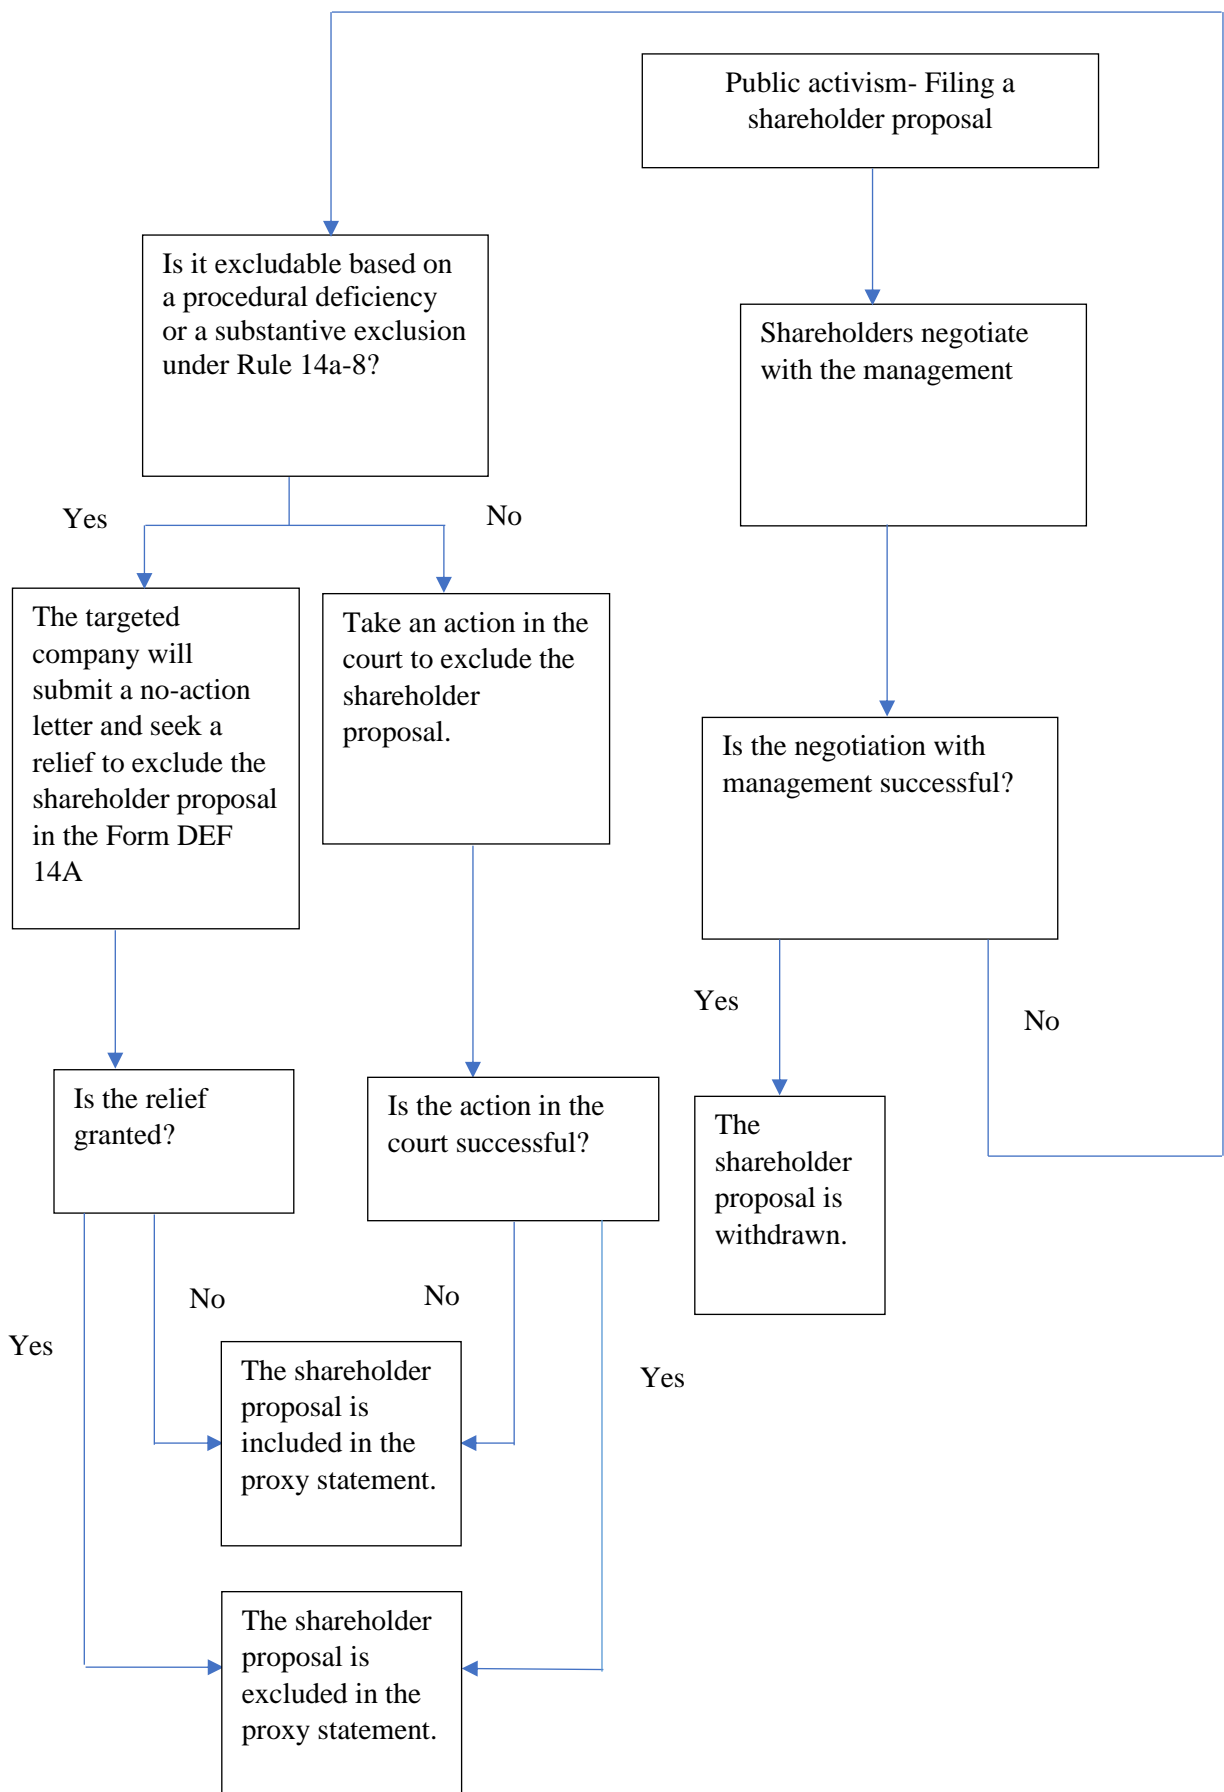 Public activism- Filing a
shareholder proposal
Is it excludable based on
a procedural deficiency
or a substantive exclusion
under Rule 14a-8?
Shareholders negotiate
with the management
Yes
No
The targeted
company will
submit a no-action
letter and seek a
relief to exclude the
shareholder proposal
in the Form DEF
14A
Take an action in the
court to exclude the
shareholder
proposal.
Is the negotiation with
management successful?
Yes
No
Is the relief
granted?
Is the action in the
court successful?
The
shareholder
proposal is
withdrawn.
No
No
Yes
Yes
The shareholder
proposal is
included in the
proxy statement.
The shareholder
proposal is
excluded in the
proxy statement.